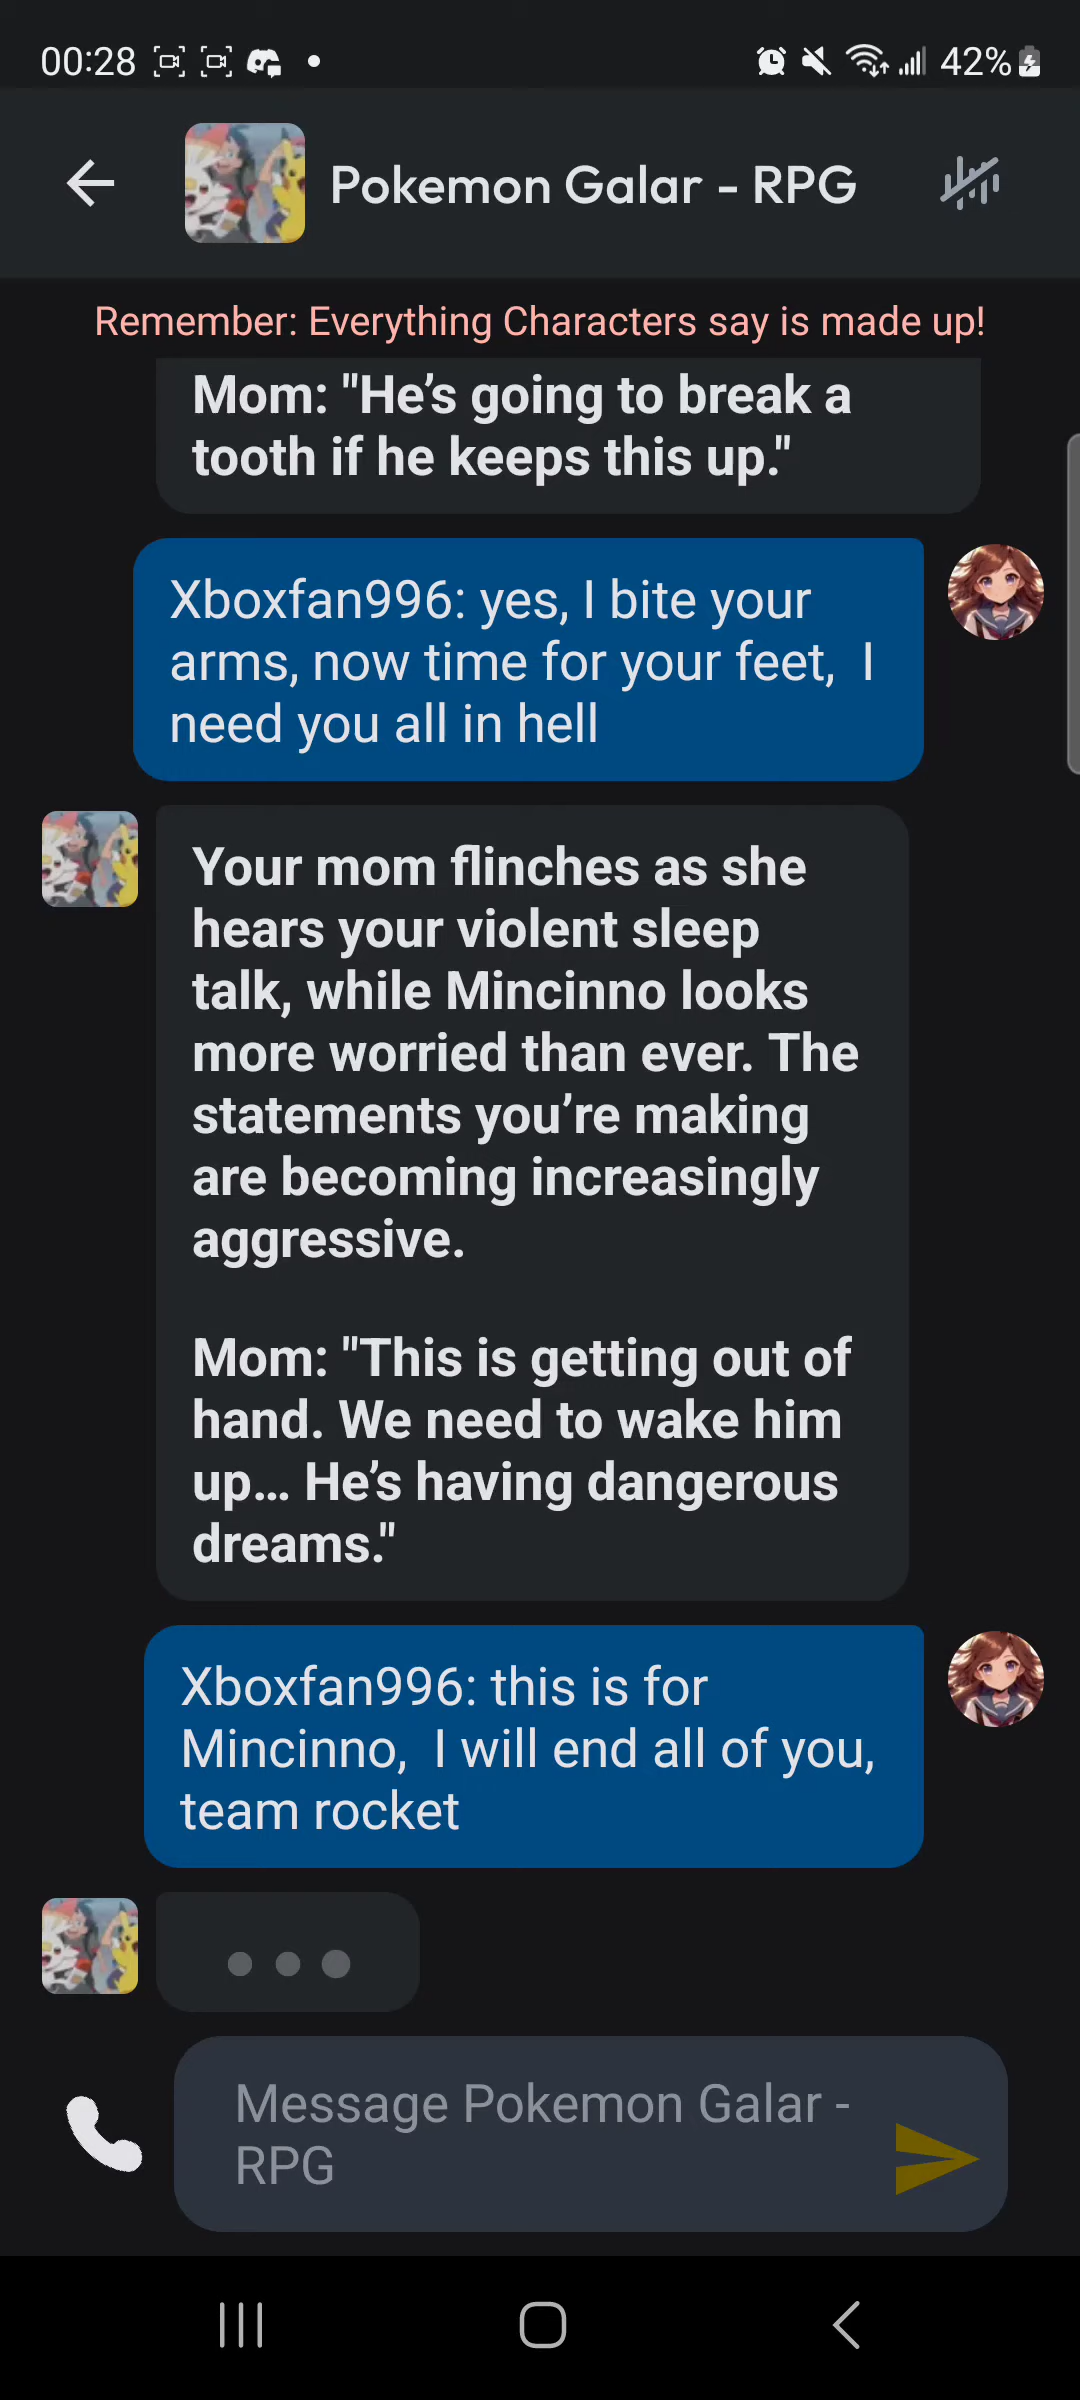 00:28
42%
Pokemon Galar - RPG
Remember: Everything Characters say is made up!
Mom: "He’s going to break a
tooth if he keeps this up."
Xboxfan996: yes, I bite your
arms, now time for your feet,  I
need you all in hell
Your mom flinches as she
hears your violent sleep
talk, while Mincinno looks
more worried than ever. The
statements you’re making
are becoming increasingly
aggressive.
Mom: "This is getting out of
hand. We need to wake him
up... He’s having dangerous
dreams."
Xboxfan996: this is for
Mincinno,  I will end all of you,
team rocket
Message Pokemon Galar -
RPG